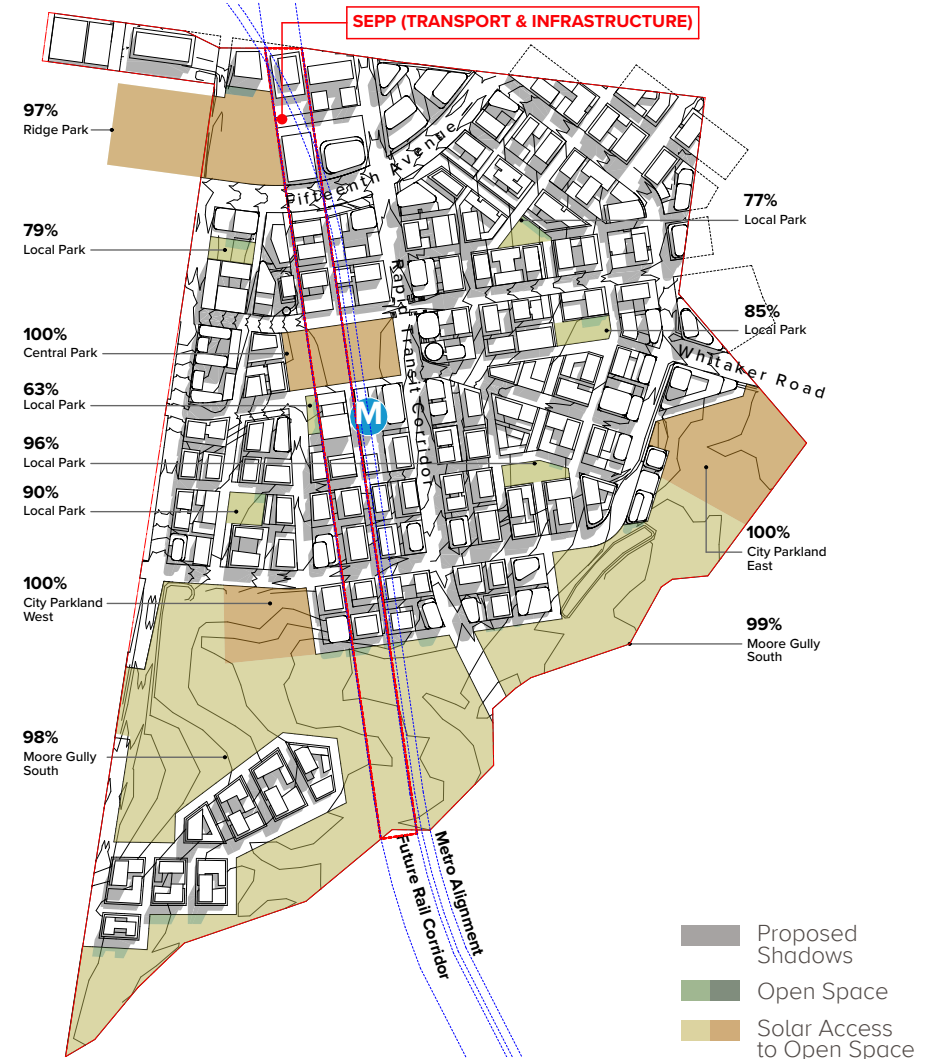 SEPP (TRANSPORT & INFRASTRUCTURE)
97%
Ridge Park
Fifteenth Avenue
77%
Local Park
79%
Local Park
Rapid Transit Corridor
85%
Local Park
100%
Central Park
Whitaker Road
63%
Local Park
M
96%
Local Park
90%
Local Park
100%
City Parkland
East
100%
City Parkland
West
99%
Moore Gully
South
98%
Moore Gully
South
Future Rail Corridor
Metro Alignment
Proposed
Shadows
Open Space
Solar Access
to Open Space